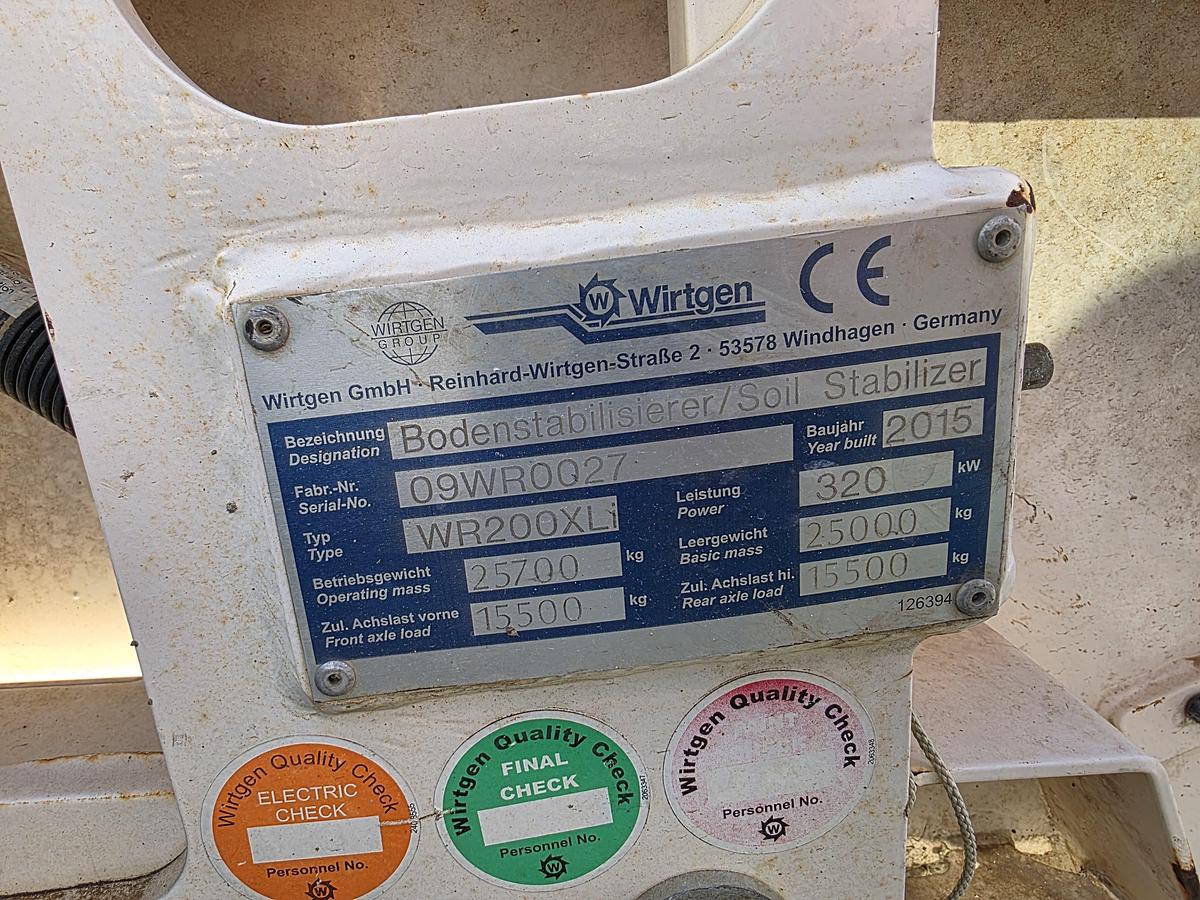 WIRTGEN
GROUP
W Wirtgen
CE
Wirtgen GmbH · Reinhard-Wirtgen-Straße 2 · 53578 Windhagen · Germany
Bezeichnung
Designation
Bodenstabilisierer/Soil Stabilizer
Fabr.-Nr.
Serial-No.
09WR0027
Baujahr
Year built
2015
Typ
Type
WR200XLi
Leistung
Power
320 kW
Betriebsgewicht
Operating mass
25700 kg
Leergewicht
Basic mass
25000 kg
Zul. Achslast vorne
Front axle load
15500 kg
Zul. Achslast hi.
Rear axle load
15500 kg
126394
Wirtgen Quality Check
ELECTRIC
CHECK
Personnel No.
W
Wirtgen Quality Check
FINAL
CHECK
Personnel No.
W
2063347
Wirtgen Quality Check
Personnel No.
W
2063348